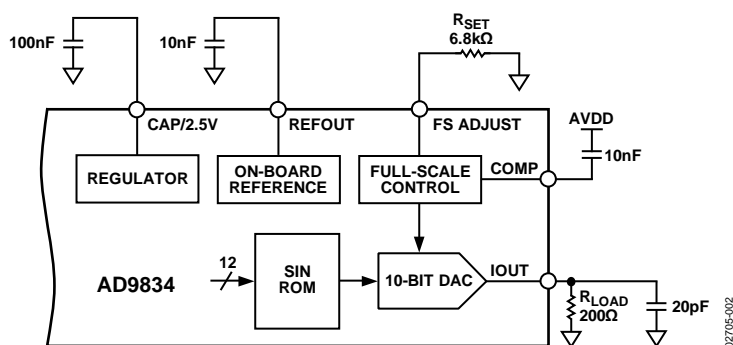 100nF
10nF
RSET
6.8kΩ
CAP/2.5V
REFOUT
FS ADJUST
AVDD
10nF
REGULATOR
ON-BOARD
REFERENCE
FULL-SCALE
CONTROL
COMP
12
AD9834
SIN
ROM
10-BIT DAC
IOUT
RLOAD
200Ω
20pF
02705-002